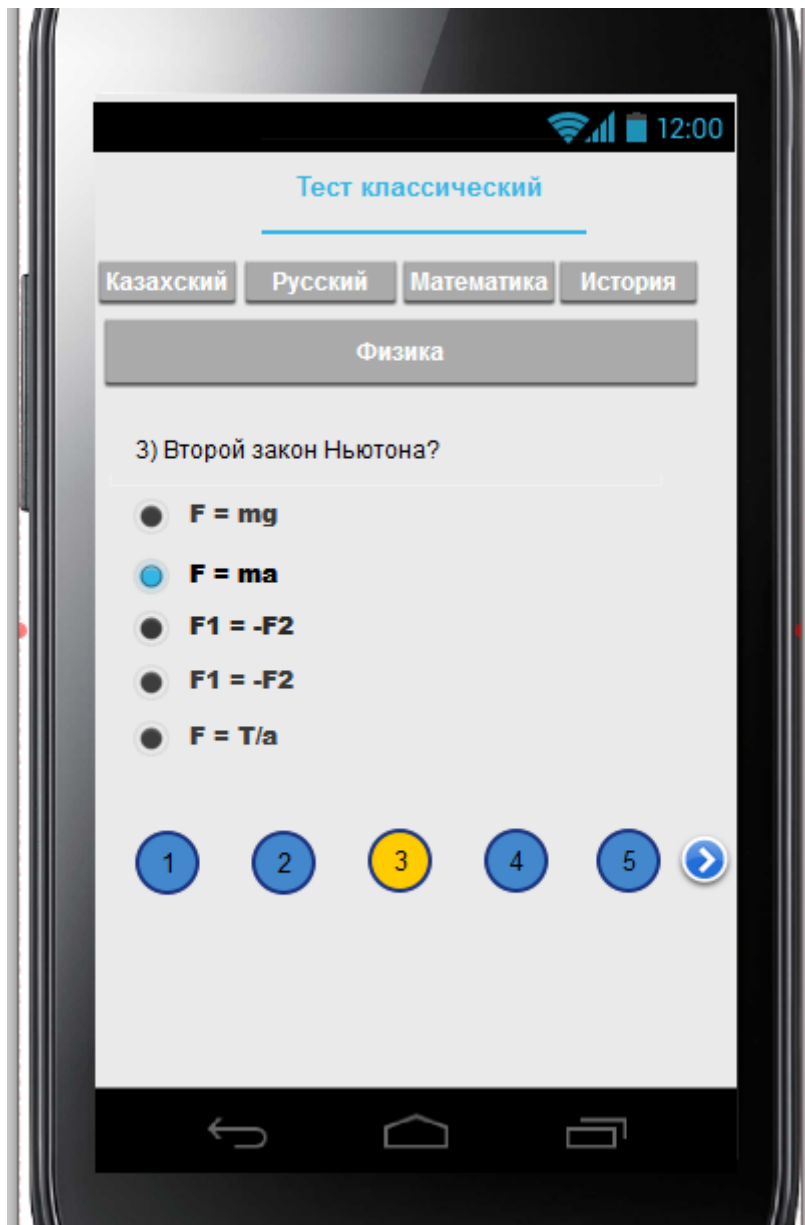 12:00
Тест классический
Казахский Русский Математика История
Физика
3) Второй закон Ньютона?
F = mg
F = ma
F1 = -F2
F1 = -F2
F = T/a
1 2 3 4 5